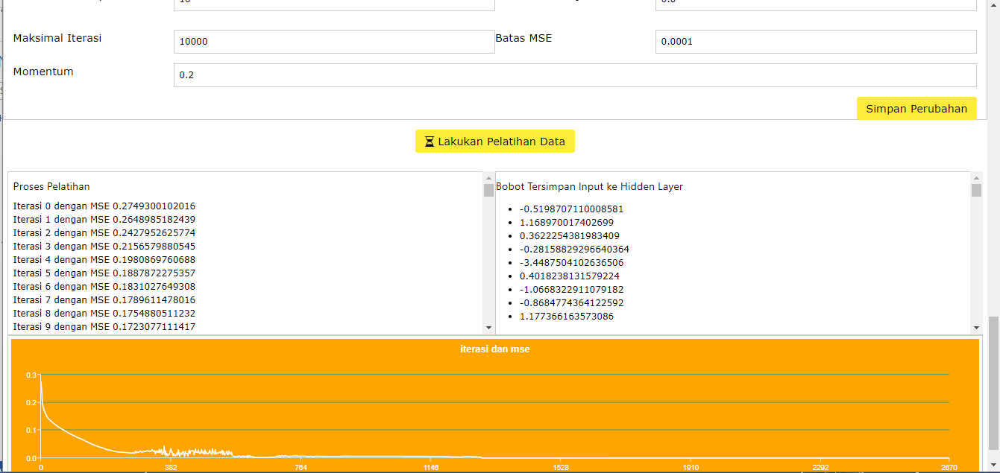 Maksimal Iterasi 10000 Batas MSE 0.0001
Momentum 0.2
Simpan Perubahan
Lakukan Pelatihan Data
Proses Pelatihan
Iterasi 0 dengan MSE 0.2749300102016
Iterasi 1 dengan MSE 0.2648985182439
Iterasi 2 dengan MSE 0.2427952625774
Iterasi 3 dengan MSE 0.2156579880545
Iterasi 4 dengan MSE 0.1980869760688
Iterasi 5 dengan MSE 0.1887872275357
Iterasi 6 dengan MSE 0.1831027649308
Iterasi 7 dengan MSE 0.1789611478016
Iterasi 8 dengan MSE 0.1754880511232
Iterasi 9 dengan MSE 0.1723077111417
Bobot Tersimpan Input ke Hidden Layer
-0.5198707110008581
1.168970017402699
0.3622254381983409
-0.28158829296640364
-3.4487504102636506
0.4018238131579224
-1.0668322911079182
-0.8684774364122592
1.177366163573086
iterasi dan mse
0.3
0.2
0.1
0.0
0 382 764 1146 1528 1910 2292 2670